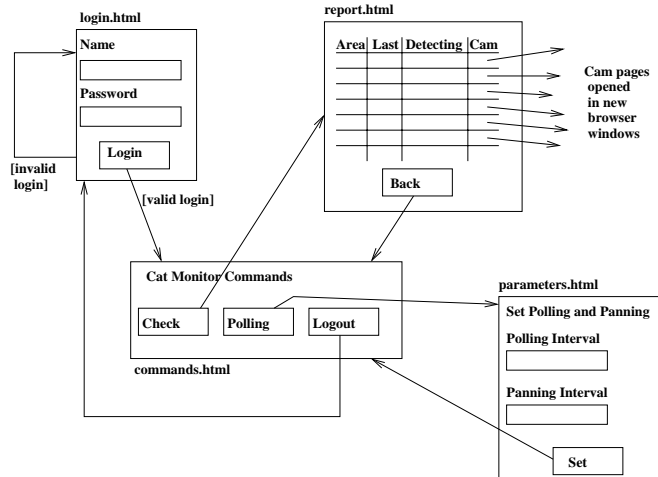 login.html
Name
Password
Login
[invalid
login]
[valid login]
report.html
Area Last Detecting Cam
Back
Cam pages
opened
in new
browser
windows
Cat Monitor Commands
Check Polling Logout
commands.html
parameters.html
Set Polling and Panning
Polling Interval
Panning Interval
Set